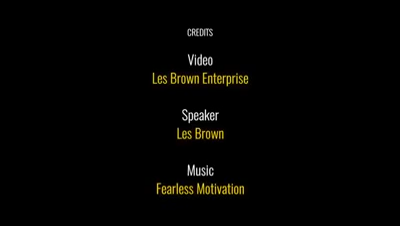 CREDITS
Video
Les Brown Enterprise
Speaker
Les Brown
Music
Fearless Motivation